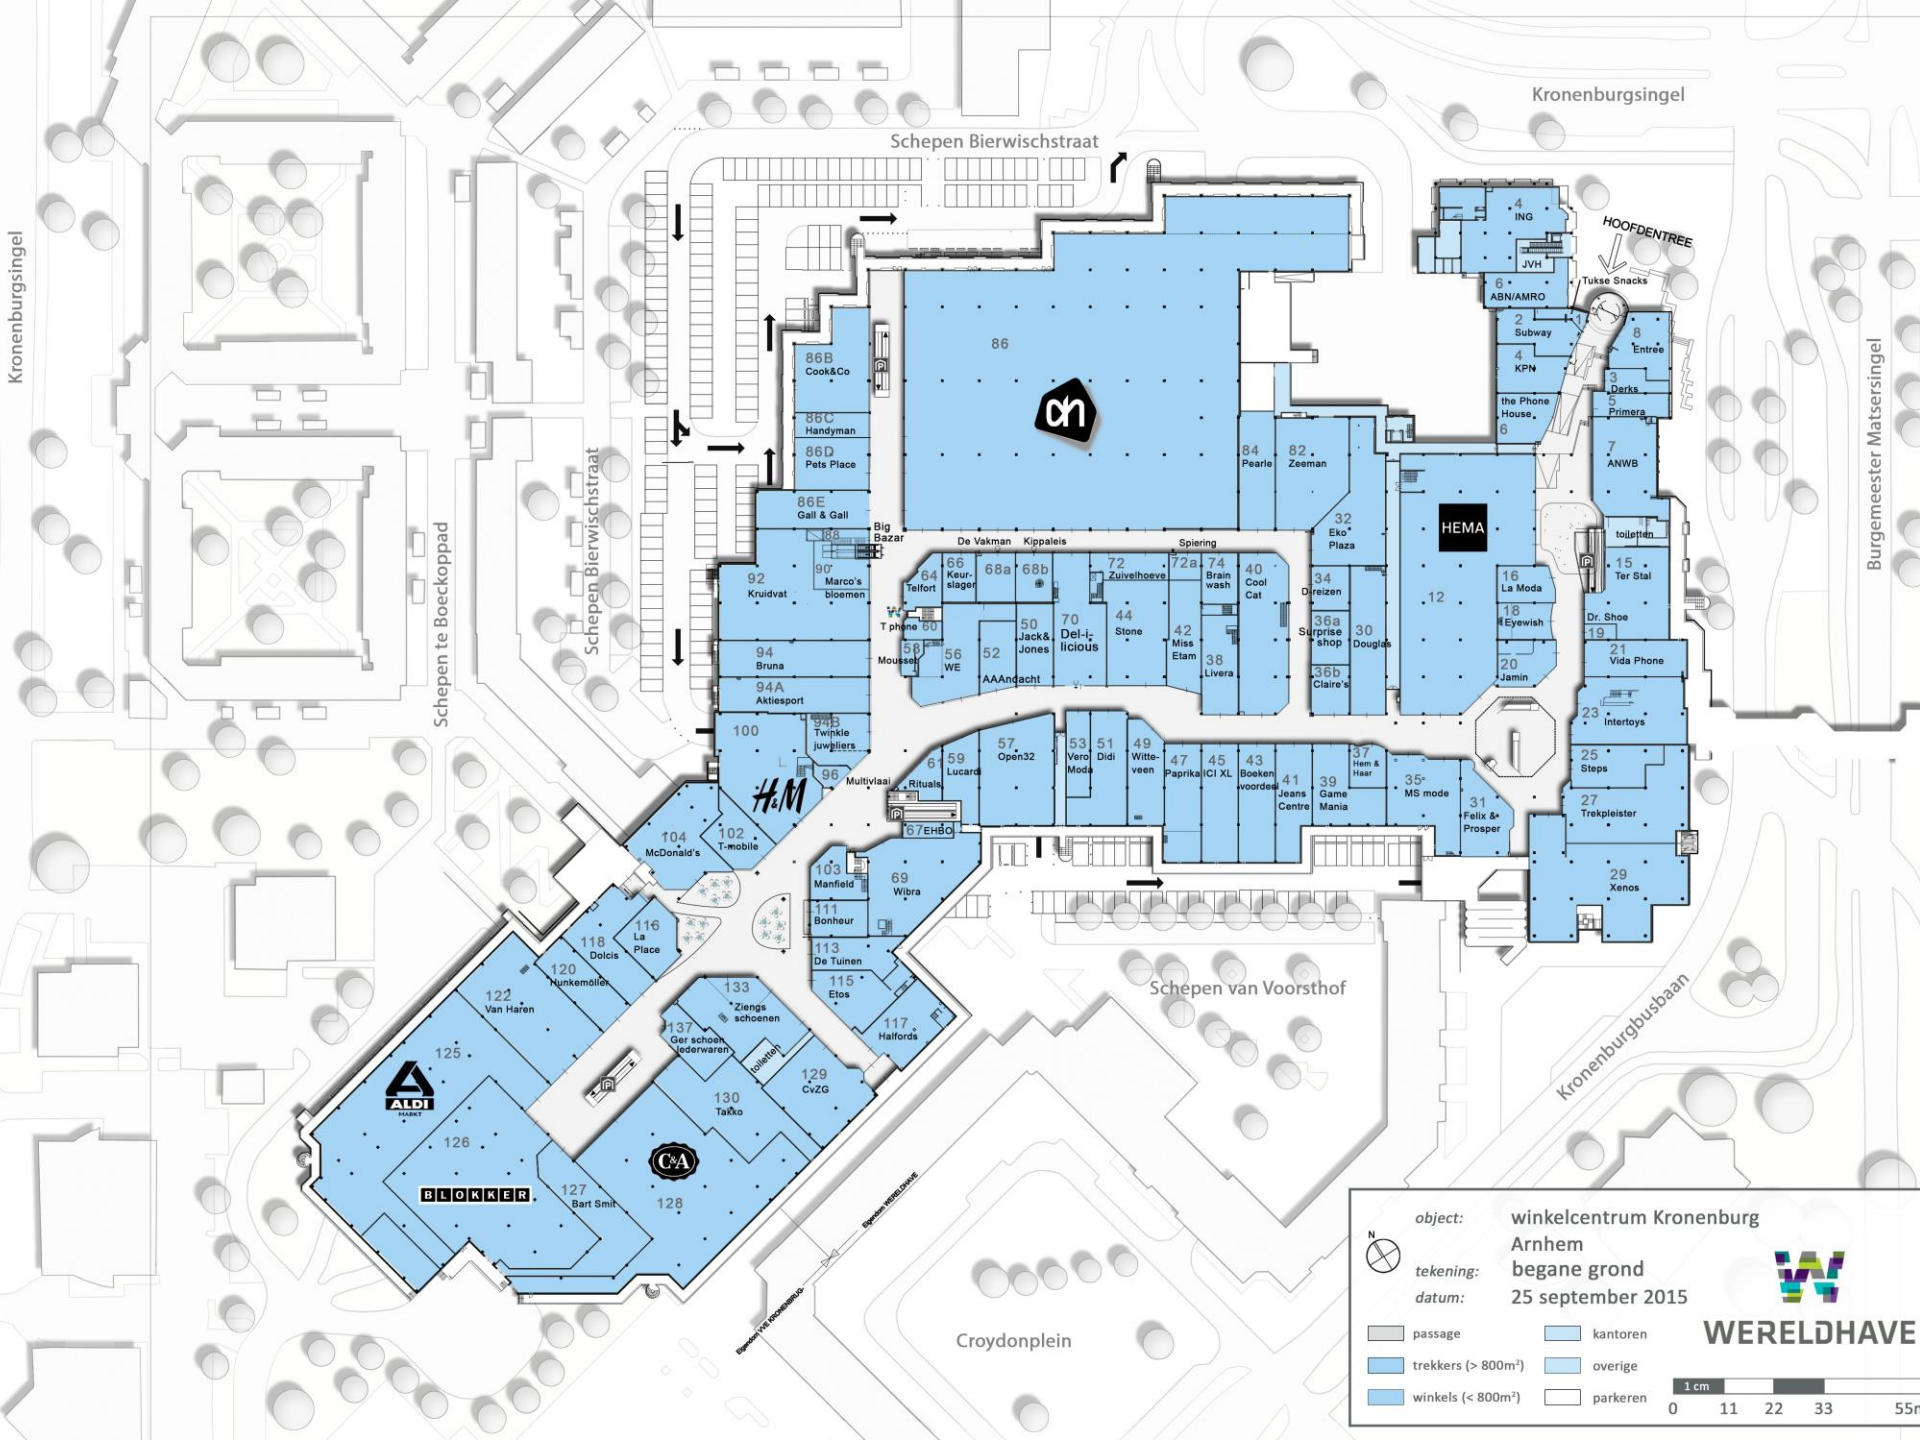 Kronenburgsingel
Schepen Bierwischstraat
Kronenburgsingel
Burgemeester Matsersingel
Schepen te Boeckoppad
Schepen Bierwischstraat
HOOFDENTREE
Tukse Snacks
4
ING
JVH
6
ABN/AMRO
2
Subway
1
4
KPN
the Phone
House
6
8
Entree
3
Derks
5
Primera
7
ANWB
toiletten
15
Ter Stal
Dr. Shoe
19
21
Vida Phone
23
Intertoys
25
Steps
27
Trekpleister
29
Xenos
HEMA
12
16
La Moda
18
Eyewish
20
Jamin
86
84
Pearle
82
Zeeman
32
Eko
Plaza
34
D-reizen
36a
Surprise
shop
36b
Claire's
30
Douglas
86B
Cook&Co
86C
Handyman
86D
Pets Place
86E
Gall & Gall
Big
Bazar
88
90
Marco's
bloemen
92
Kruidvat
94
Bruna
94A
Aktiesport
94B
Twinkle
juweliers
96
Multivlaai
100
H&M
102
T-mobile
104
McDonald's
De Vakman
Kippaleis
Spiering
64
Telfort
66
Keur-
slager
68a
68b
72
Zuivelhoeve
72a
74
Brain
wash
40
Cool
Cat
T phone
60
58
Mousset
56
WE
52
AAAndacht
50
Jack&
Jones
70
Del-i-
licious
44
Stone
42
Miss
Etam
38
Livera
61
Rituals
59
Lucardi
57
Open32
53
Vero
Moda
51
Didi
49
Witte-
veen
47
Paprika
45
ICI XL
43
Boeken
voordeel
41
Jeans
Centre
39
Game
Mania
37
Hem &
Haar
35
MS mode
31
Felix &
Prosper
67 EHBO
69
Wibra
103
Manfield
111
Bonheur
113
De Tuinen
115
Etos
117
Halfords
116
La
Place
118
Dolcis
120
Hunkemöller
122
Van Haren
125
ALDI
MARKT
126
BLOKKER
127
Bart Smit
C&A
128
129
CvZG
130
Takko
133
Ziengs
schoenen
137
Ger schoen
lederwaren
toiletten
Schepen van Voorsthof
Kronenburgbusbaan
Croydonplein
Eigendom WERELDHAVE
Eigendom VVE KRONENBRUG-
N
object: winkelcentrum Kronenburg
Arnhem
tekening: begane grond
datum: 25 september 2015
passage
trekkers (> 800m²)
winkels (< 800m²)
kantoren
overige
parkeren
WERELDHAVE
1 cm
0 11 22 33 55m